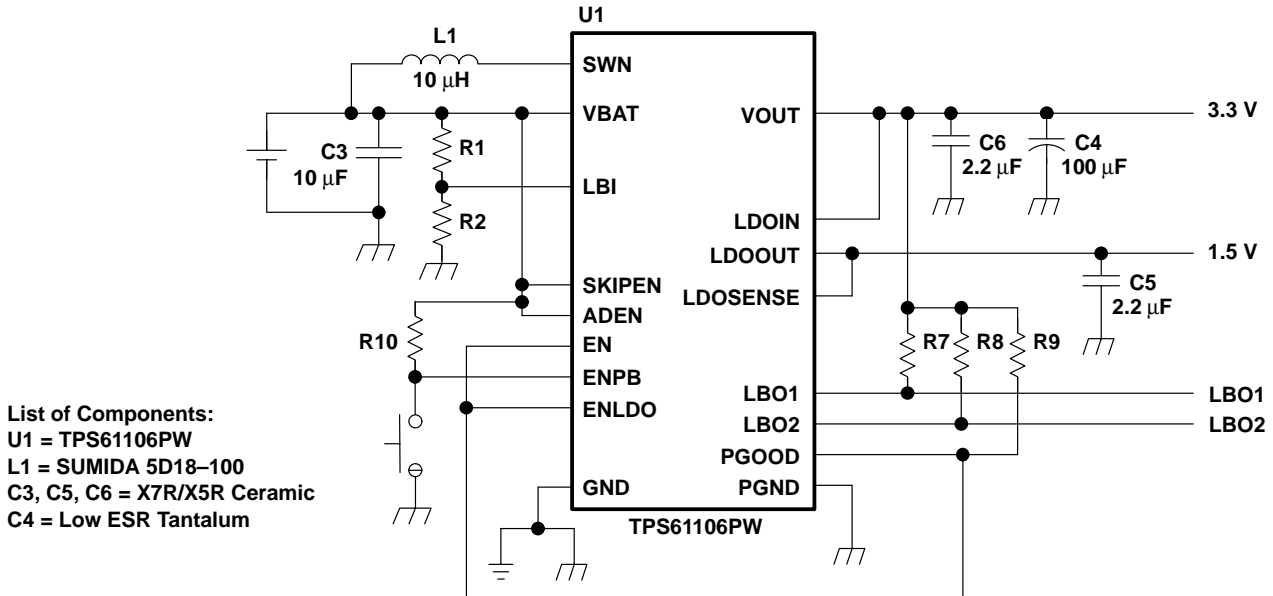 U1
L1
10 µH
SWN
VBAT
VOUT
3.3 V
C3
10 µF
R1
C6
2.2 µF
C4
100 µF
LBI
R2
LDOIN
LDOOUT
1.5 V
SKIPEN
LDOSENSE
C5
2.2 µF
ADEN
R10
EN
R7
R8
R9
ENPB
LBO1
LBO1
ENLDO
LBO2
LBO2
PGOOD
GND
PGND
TPS61106PW
List of Components:
U1 = TPS61106PW
L1 = SUMIDA 5D18–100
C3, C5, C6 = X7R/X5R Ceramic
C4 = Low ESR Tantalum